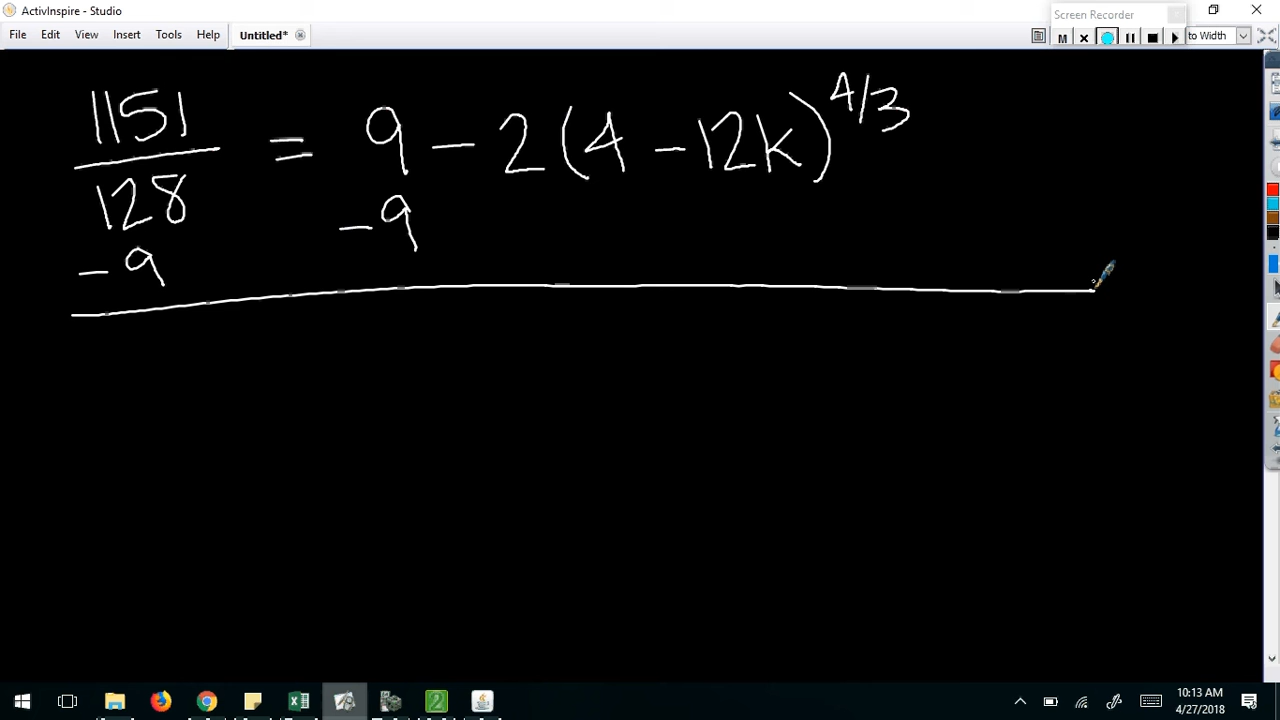 ActivInspire - Studio
Screen Recorder
File Edit View Insert Tools Help Untitled*
to Width
1151/128 = 9 - 2(4 - 12k)^4/3
-9 -9
10:13 AM
4/27/2018